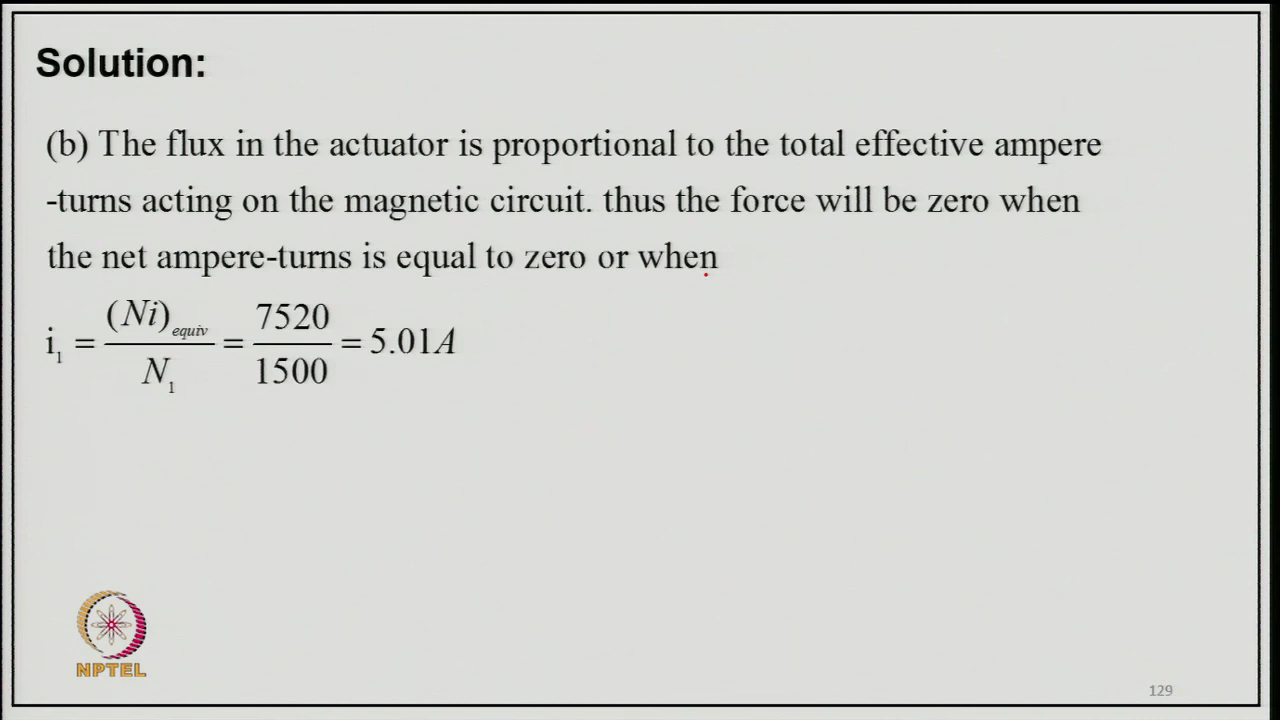 Solution:
(b) The flux in the actuator is proportional to the total effective ampere
-turns acting on the magnetic circuit. thus the force will be zero when
the net ampere-turns is equal to zero or when
i₁ = (Ni)equiv / N₁ = 7520 / 1500 = 5.01A
NPTEL
129